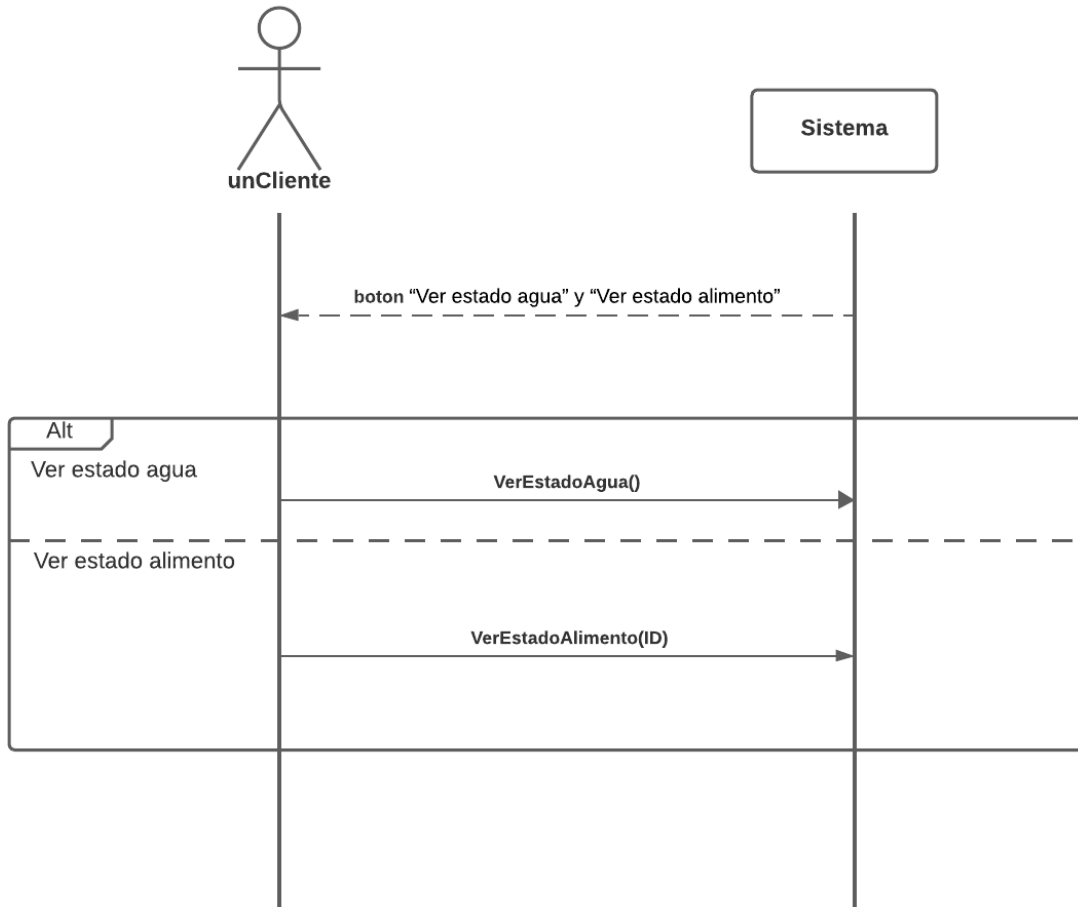 unCliente
Sistema
boton “Ver estado agua” y “Ver estado alimento”
Alt
Ver estado agua
VerEstadoAgua()
Ver estado alimento
VerEstadoAlimento(ID)